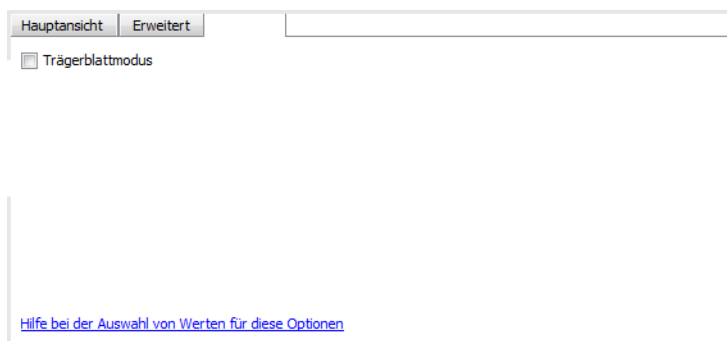 Hauptansicht Erweitert
Trägerblattmodus
Hilfe bei der Auswahl von Werten für diese Optionen